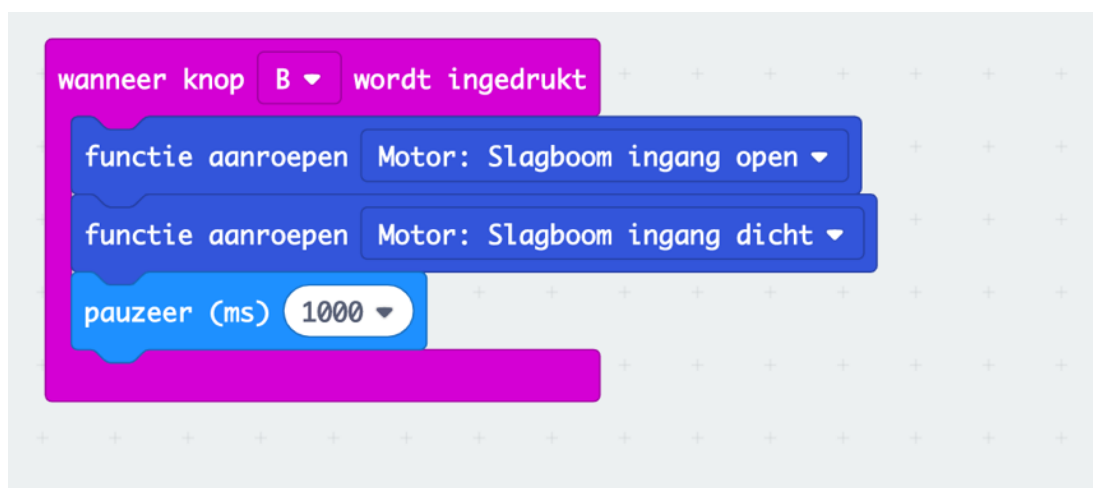 wanneer knop B wordt ingedrukt
functie aanroepen Motor: Slagboom ingang open
functie aanroepen Motor: Slagboom ingang dicht
pauzeer (ms) 1000